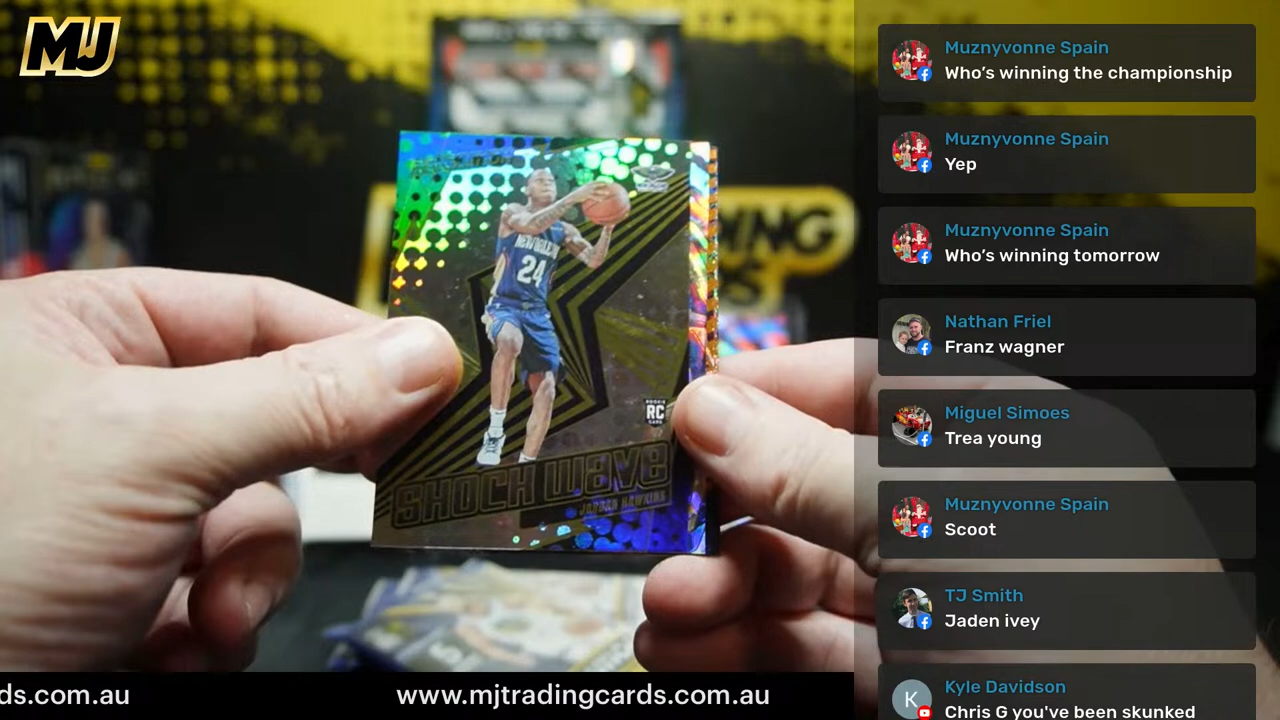 MJ
NEW ORLEANS
24
RC
SHOCK WAVE
JORDAN HAWKINS
NG
ds.com.au
www.mjtradingcards.com.au
Muznyvonne Spain
Who's winning the championship
Muznyvonne Spain
Yep
Muznyvonne Spain
Who's winning tomorrow
Nathan Friel
Franz wagner
Miguel Simoes
Trea young
Muznyvonne Spain
Scoot
TJ Smith
Jaden ivey
K
Kyle Davidson
Chris G you've been skunked